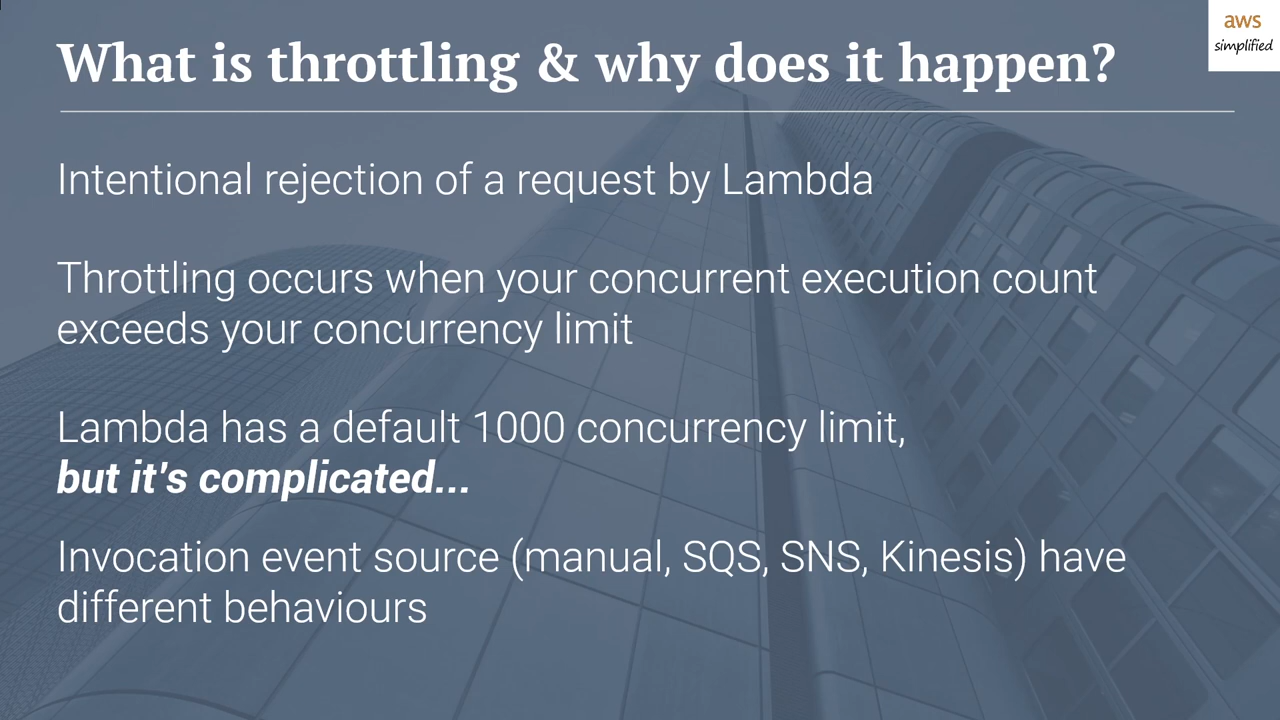 What is throttling & why does it happen?
aws
simplified
Intentional rejection of a request by Lambda
Throttling occurs when your concurrent execution count
exceeds your concurrency limit
Lambda has a default 1000 concurrency limit,
but it's complicated...
Invocation event source (manual, SQS, SNS, Kinesis) have
different behaviours